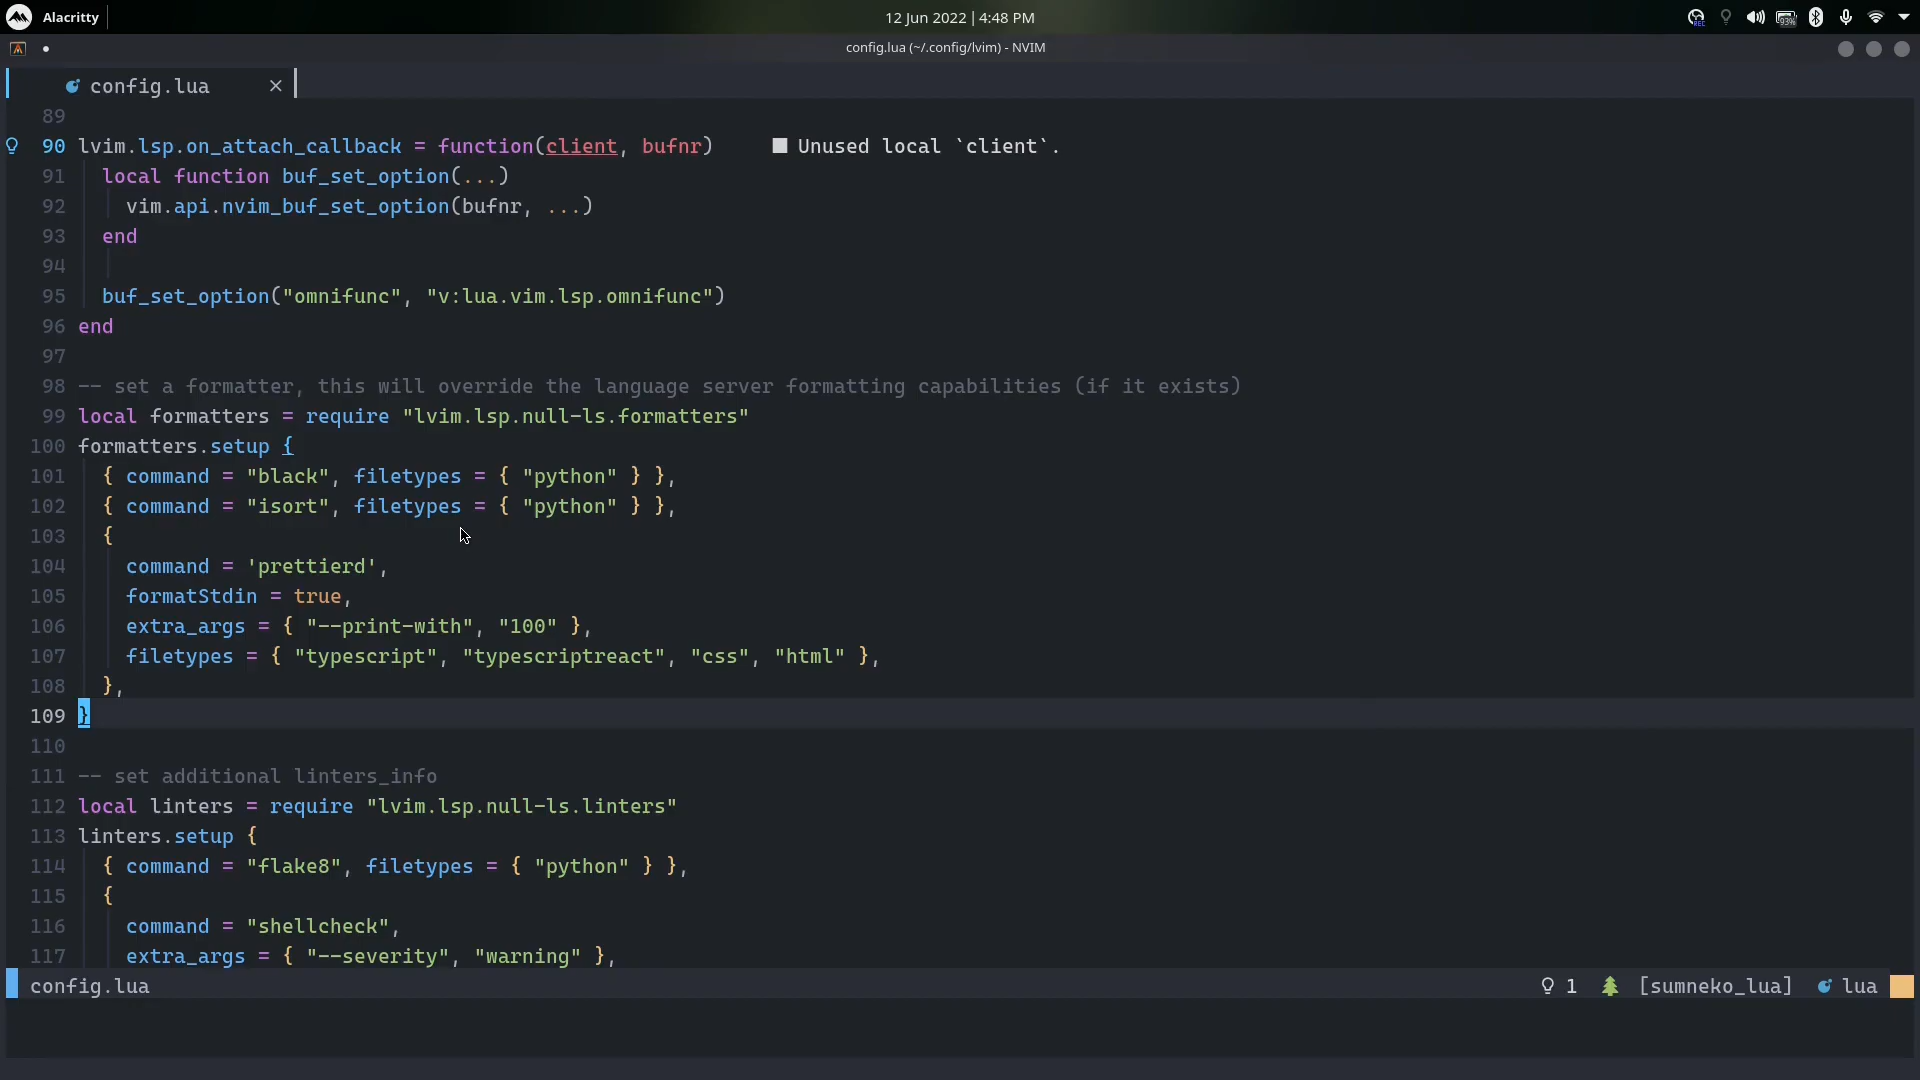 Alacritty
12 Jun 2022 | 4:48 PM
REC
93%
config.lua (~/.config/lvim) - NVIM
config.lua
89
90 lvim.lsp.on_attach_callback = function(client, bufnr) ■ Unused local `client`.
91 local function buf_set_option(...)
92 vim.api.nvim_buf_set_option(bufnr, ...)
93 end
94
95 buf_set_option("omnifunc", "v:lua.vim.lsp.omnifunc")
96 end
97
98 -- set a formatter, this will override the language server formatting capabilities (if it exists)
99 local formatters = require "lvim.lsp.null-ls.formatters"
100 formatters.setup {
101 { command = "black", filetypes = { "python" } },
102 { command = "isort", filetypes = { "python" } },
103 {
104 command = 'prettierd',
105 formatStdin = true,
106 extra_args = { "--print-with", "100" },
107 filetypes = { "typescript", "typescriptreact", "css", "html" },
108 },
109 }
110
111 -- set additional linters_info
112 local linters = require "lvim.lsp.null-ls.linters"
113 linters.setup {
114 { command = "flake8", filetypes = { "python" } },
115 {
116 command = "shellcheck",
117 extra_args = { "--severity", "warning" },
config.lua
1 [sumneko_lua] lua